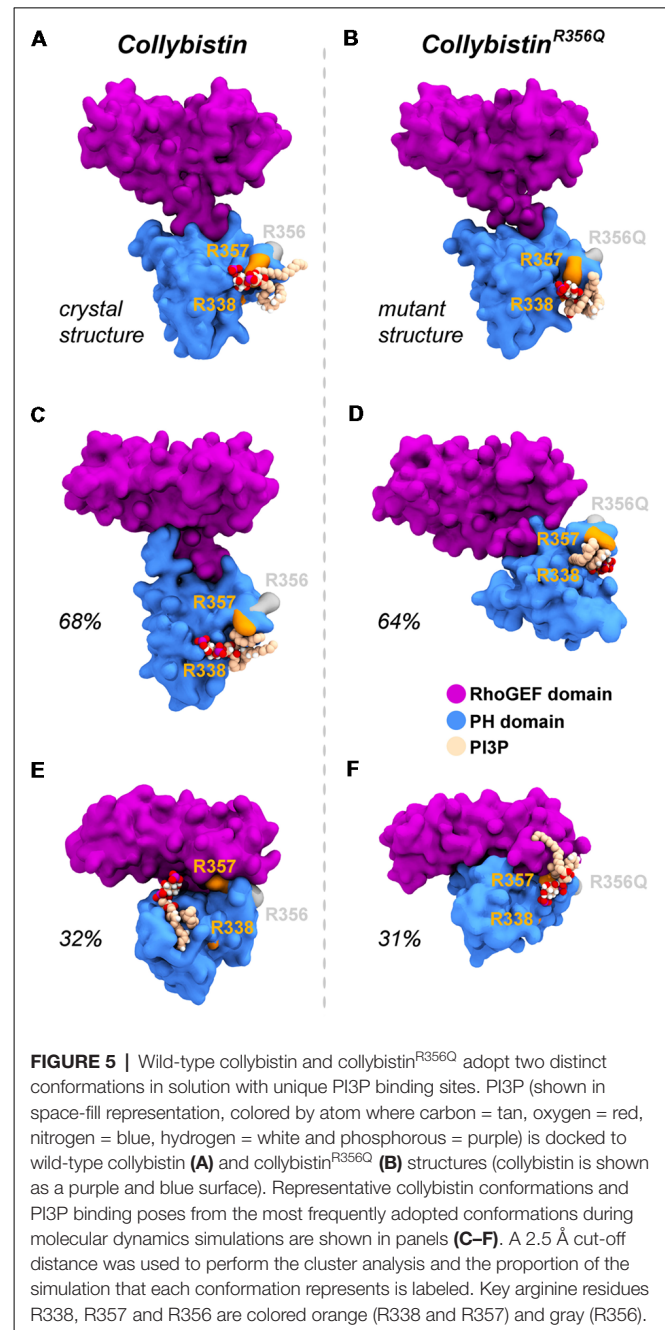 A Collybistin
B Collybistin^R356Q
R356
R357
R338
crystal
structure
R356Q
R357
R338
mutant
structure
C
R356
R357
R338
68%
D
R356Q
R357
R338
64%
RhoGEF domain
PH domain
PI3P
E
R357
R356
R338
32%
F
R357
R356Q
R338
31%
FIGURE 5 | Wild-type collybistin and collybistin^R356Q adopt two distinct
conformations in solution with unique PI3P binding sites. PI3P (shown in
space-fill representation, colored by atom where carbon = tan, oxygen = red,
nitrogen = blue, hydrogen = white and phosphorous = purple) is docked to
wild-type collybistin (A) and collybistin^R356Q (B) structures (collybistin is shown
as a purple and blue surface). Representative collybistin conformations and
PI3P binding poses from the most frequently adopted conformations during
molecular dynamics simulations are shown in panels (C–F). A 2.5 Å cut-off
distance was used to perform the cluster analysis and the proportion of the
simulation that each conformation represents is labeled. Key arginine residues
R338, R357 and R356 are colored orange (R338 and R357) and gray (R356).